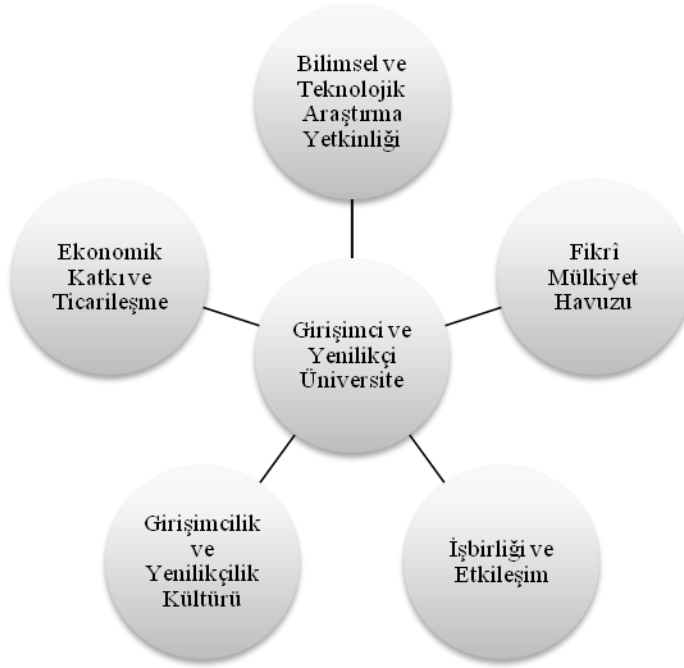 Bilimsel ve
Teknolojik
Araştırma
Yetkinliği
Ekonomik
Katkı ve
Ticarileşme
Fikrî
Mülkiyet
Havuzu
Girişimci ve
Yenilikçi
Üniversite
Girişimcilik
ve
Yenilikçilik
Kültürü
İşbirliği ve
Etkileşim